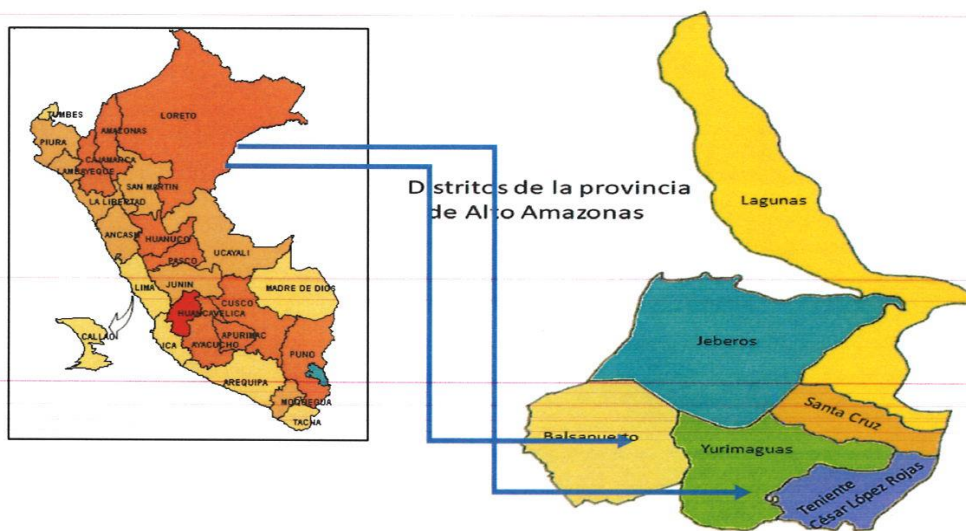 TUMBES
LORETO
AMAZONAS
PIURA
CAJAMARCA
LAMBAYEQUE
SAN MARTIN
LA LIBERTAD
ANCASH
HUANUCO
UCAYALI
PASCO
LIMA
JUNIN
MADRE DE DIOS
CUSCO
HUANCAVELICA
CALLAO
ICA
AYACUCHO
APURIMAC
PUNO
AREQUIPA
MOQUEGUA
TACNA
Distritos de la provincia
de Alto Amazonas
Lagunas
Jeberos
Santa Cruz
Balsapuerto
Yurimaguas
Teniente
César López Rojas